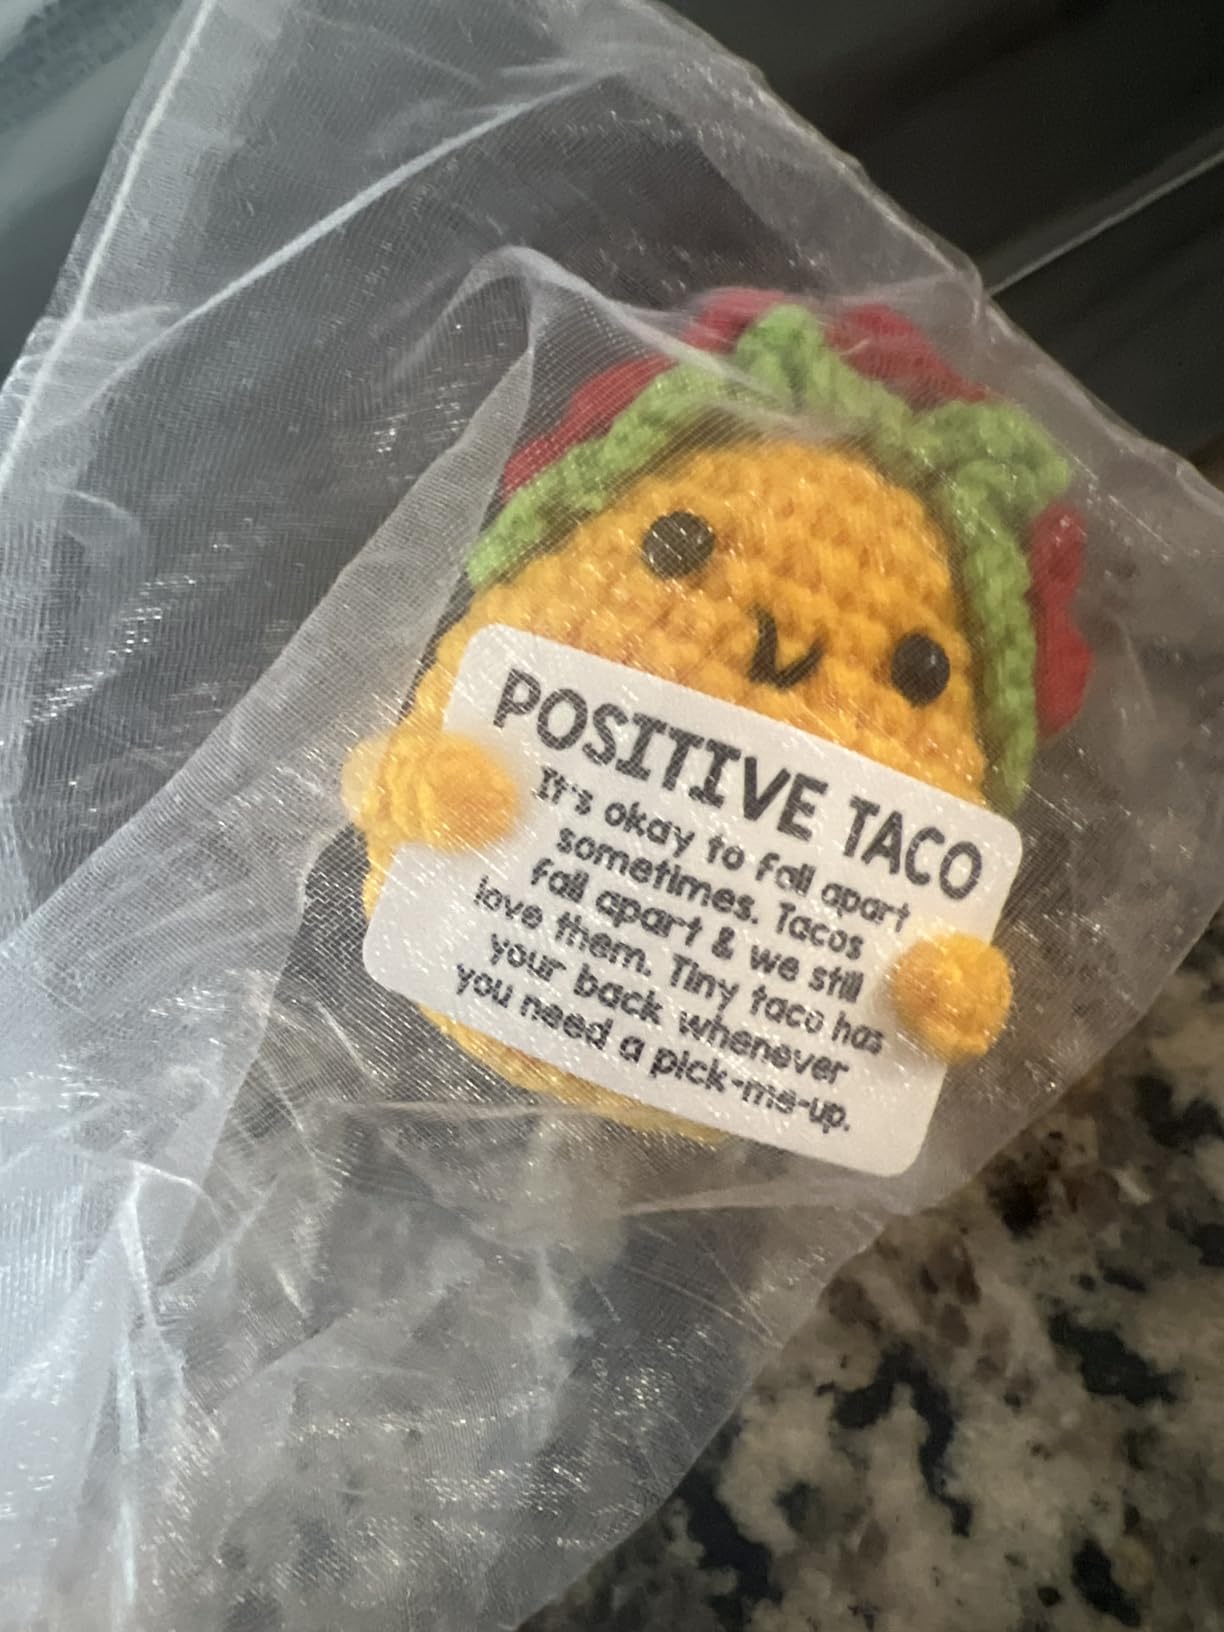 POSITIVE TACO
It's okay to fall apart
sometimes. Tacos
fall apart & we still
love them. Tiny taco has
your back whenever
you need a pick-me-up.